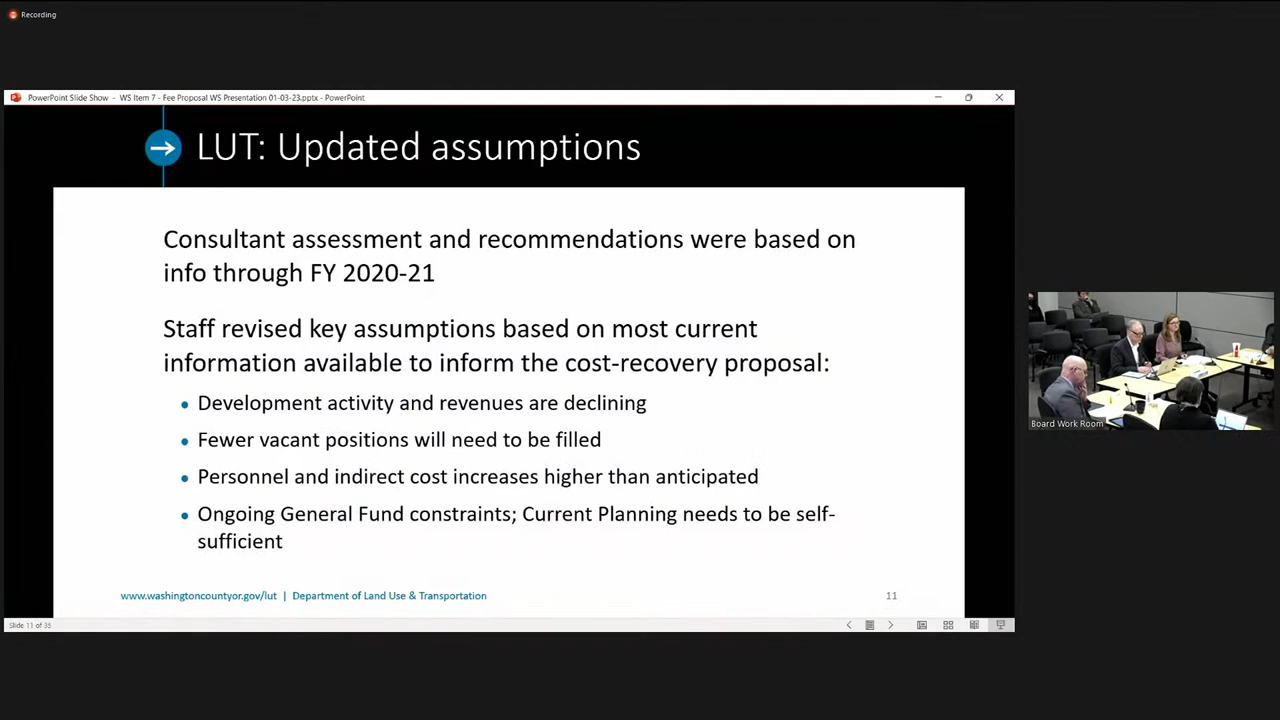 Recording
PowerPoint Slide Show - WS Item 7 - Fee Proposal WS Presentation 01-03-23.pptx - PowerPoint
LUT: Updated assumptions
Consultant assessment and recommendations were based on
info through FY 2020-21
Staff revised key assumptions based on most current
information available to inform the cost-recovery proposal:
• Development activity and revenues are declining
• Fewer vacant positions will need to be filled
• Personnel and indirect cost increases higher than anticipated
• Ongoing General Fund constraints; Current Planning needs to be self-
sufficient
www.washingtoncountyor.gov/lut | Department of Land Use & Transportation
11
Slide 11 of 35
Board Work Room